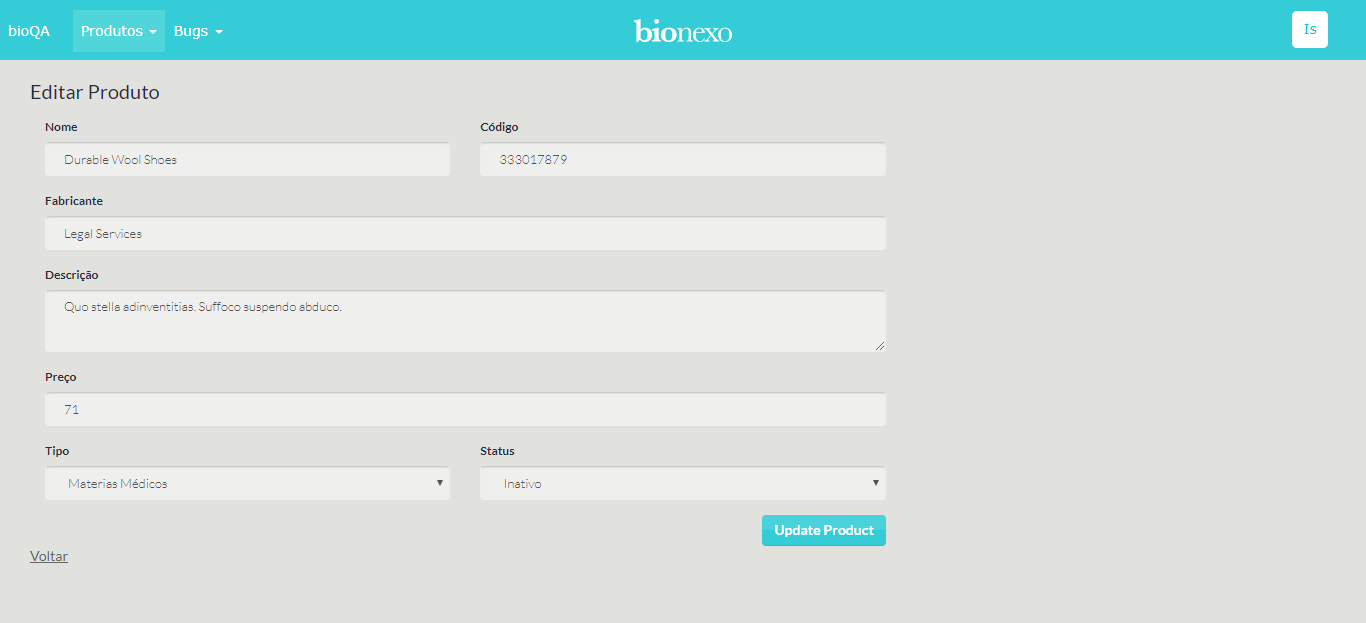 bioQA Produtos Bugs bionexo Is
Editar Produto
Nome Código
Durable Wool Shoes 333017879
Fabricante
Legal Services
Descrição
Quo stella adinventitias. Suffoco suspendo abduco.
Preço
71
Tipo Status
Materias Médicos Inativo
Update Product
Voltar